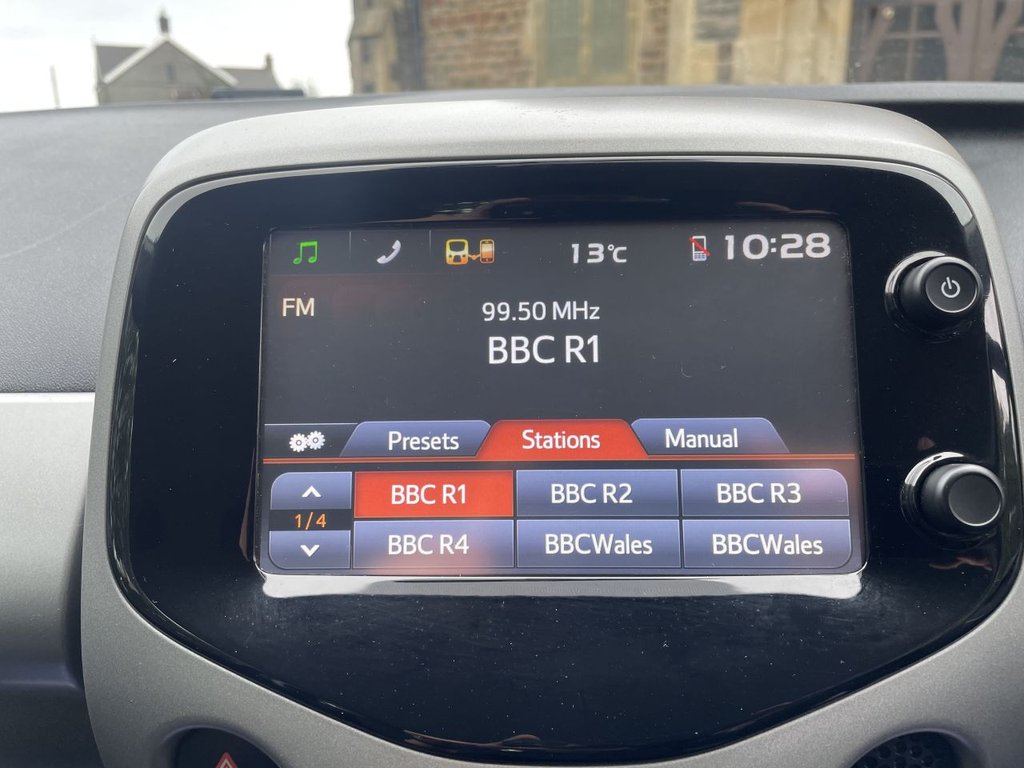 13°C 10:28
FM
99.50 MHz
BBC R1
Presets Stations Manual
BBC R1 BBC R2 BBC R3
1/4
BBC R4 BBCWales BBCWales